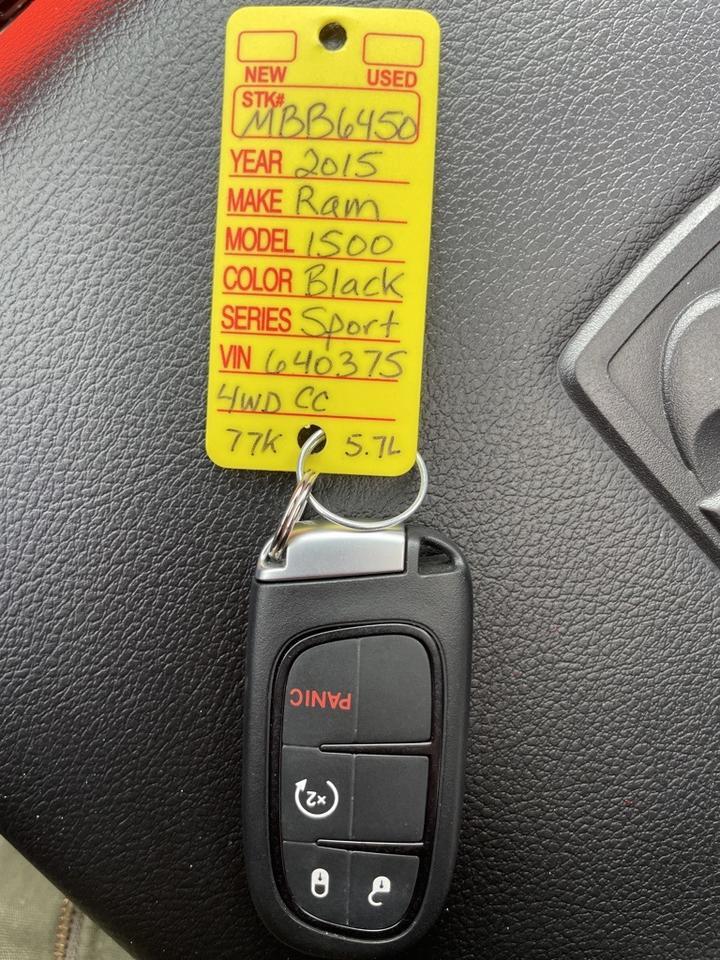 NEW USED
STK# MBB6450
YEAR 2015
MAKE Ram
MODEL 1500
COLOR Black
SERIES Sport
VIN 640375
4WD CC
77K 5.7L
PANIC
×2